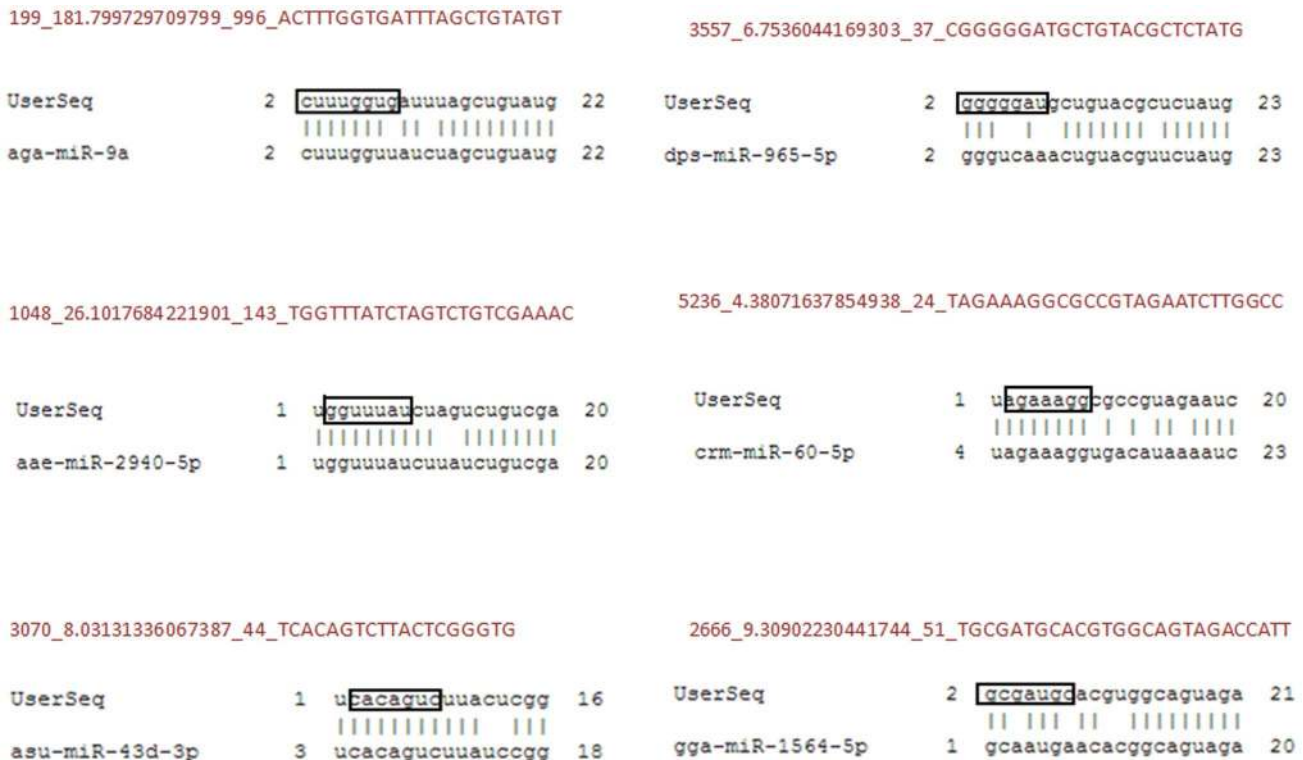 199_181.799729709799_996_ACTTTGGTGATTTAGCTGTATGT
UserSeq 2 cuuuggugauuuagcuguaug 22
||||||| || ||||||||||
aga-miR-9a 2 cuuugguuaucuagcuguaug 22
3557_6.7536044169303_37_CGGGGGATGCTGTACGCTCTATG
UserSeq 2 gggggaugcuguacgcucuaug 23
||| | ||||||| ||||||
dps-miR-965-5p 2 gggucaaacuguacguucuaug 23
1048_26.1017684221901_143_TGGTTTATCTAGTCTGTCGAAAC
UserSeq 1 ugguuuaucuagucugucga 20
|||||||||| ||||||||
aae-miR-2940-5p 1 ugguuuaucuuaucugucga 20
5236_4.38071637854938_24_TAGAAAGGCGCCGTAGAATCTTGGCC
UserSeq 1 uagaaaggcgccguagaauc 20
|||||||| | | || ||||
crm-miR-60-5p 4 uagaaaggugacauaaaauc 23
3070_8.03131336067387_44_TCACAGTCTTACTCGGGTG
UserSeq 1 ucacagucuuacucgg 16
||||||||||| |||
asu-miR-43d-3p 3 ucacagucuuauccgg 18
2666_9.30902230441744_51_TGCGATGCACGTGGCAGTAGACCATT
UserSeq 2 gcgaugcacguggcaguaga 21
|| ||| || |||||||||
gga-miR-1564-5p 1 gcaaugaacacggcaguaga 20